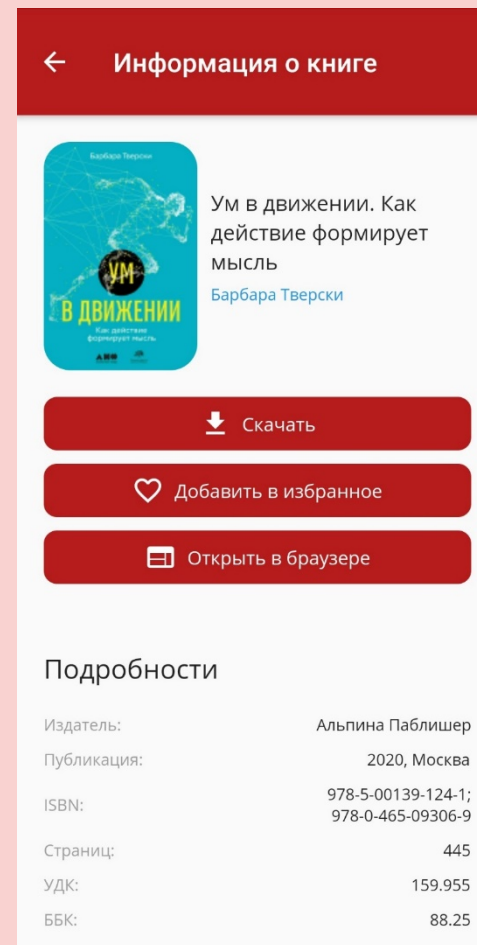 Информация о книге
Барбара Тверски
УМ
В ДВИЖЕНИИ
Как действие
формирует мысль
Ум в движении. Как
действие формирует
мысль
Барбара Тверски
Скачать
Добавить в избранное
Открыть в браузере
Подробности
Издатель: Альпина Паблишер
Публикация: 2020, Москва
ISBN: 978-5-00139-124-1;
978-0-465-09306-9
Страниц: 445
УДК: 159.955
ББК: 88.25